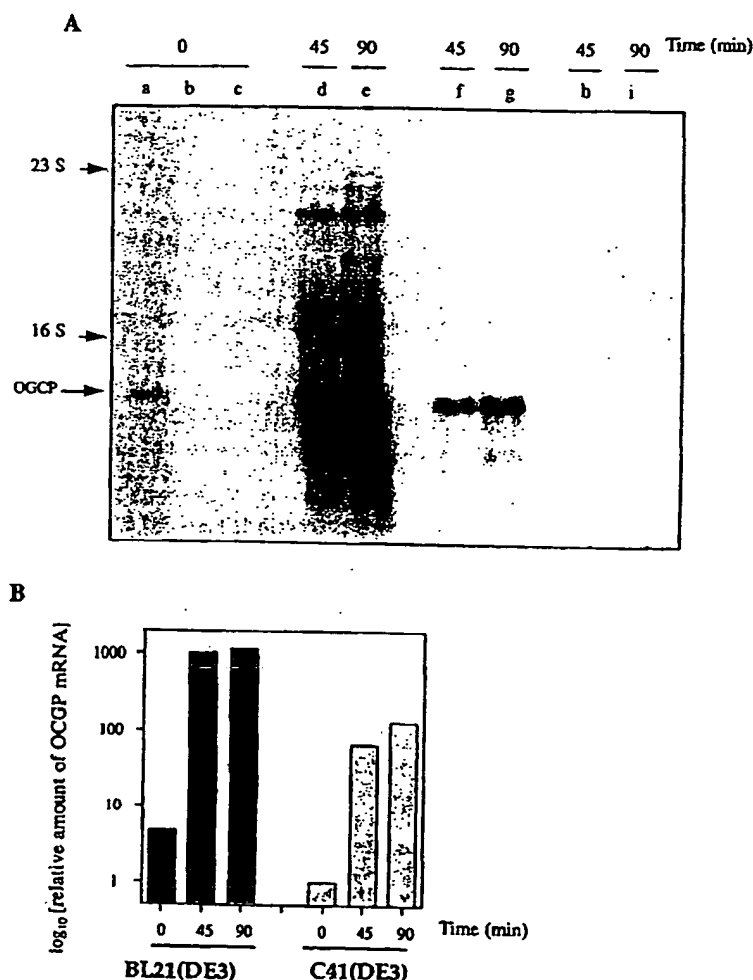 A
0 45 90 45 90 45 90 Time (min)
a b c d e f g b i
23 S
16 S
OGCP
B
log10 [relative amount of OCGP mRNA]
1000
100
10
1
0 45 90 0 45 90 Time (min)
BL21(DE3) C41(DE3)